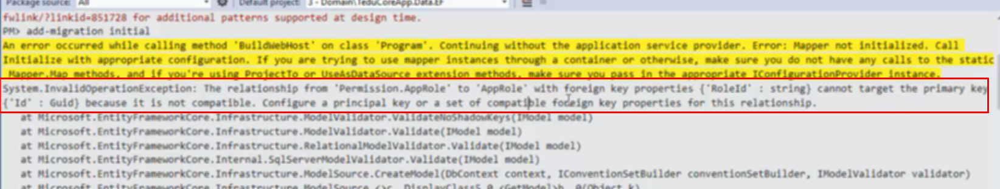 Package source: All Default project: 3 - Domain\TeduCoreApp.Data.EF
fwlink/?linkid=851728 for additional patterns supported at design time.
PM> add-migration initial
An error occurred while calling method 'BuildWebHost' on class 'Program'. Continuing without the application service provider. Error: Mapper not initialized. Call
Initialize with appropriate configuration. If you are trying to use mapper instances through a container or otherwise, make sure you do not have any calls to the static
Mapper.Map methods, and if you're using ProjectTo or UseAsDataSource extension methods, make sure you pass in the appropriate IConfigurationProvider instance.
System.InvalidOperationException: The relationship from 'Permission.AppRole' to 'AppRole' with foreign key properties {'RoleId' : string} cannot target the primary key
{'Id' : Guid} because it is not compatible. Configure a principal key or a set of compatible foreign key properties for this relationship.
at Microsoft.EntityFrameworkCore.Infrastructure.ModelValidator.ValidateNoShadowKeys(IModel model)
at Microsoft.EntityFrameworkCore.Infrastructure.ModelValidator.Validate(IModel model)
at Microsoft.EntityFrameworkCore.Infrastructure.RelationalModelValidator.Validate(IModel model)
at Microsoft.EntityFrameworkCore.Internal.SqlServerModelValidator.Validate(IModel model)
at Microsoft.EntityFrameworkCore.Infrastructure.ModelSource.CreateModel(DbContext context, IConventionSetBuilder conventionSetBuilder, IModelValidator validator)
at Microsoft.EntityFrameworkCore.Infrastructure.ModelSource.<>c__DisplayClass5_0.<GetModel>b__0(Object k)